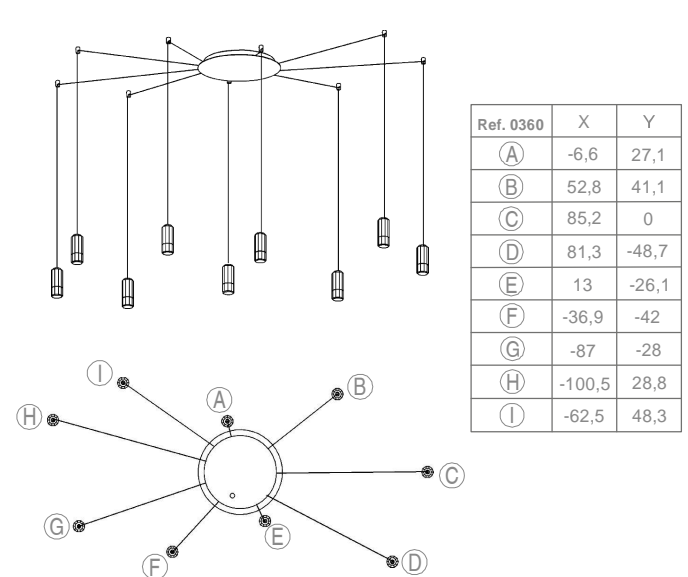 Ref. 0360 X Y
A -6,6 27,1
B 52,8 41,1
C 85,2 0
D 81,3 -48,7
E 13 -26,1
F -36,9 -42
G -87 -28
H -100,5 28,8
I -62,5 48,3
I
A
B
H
C
G
E
F
D